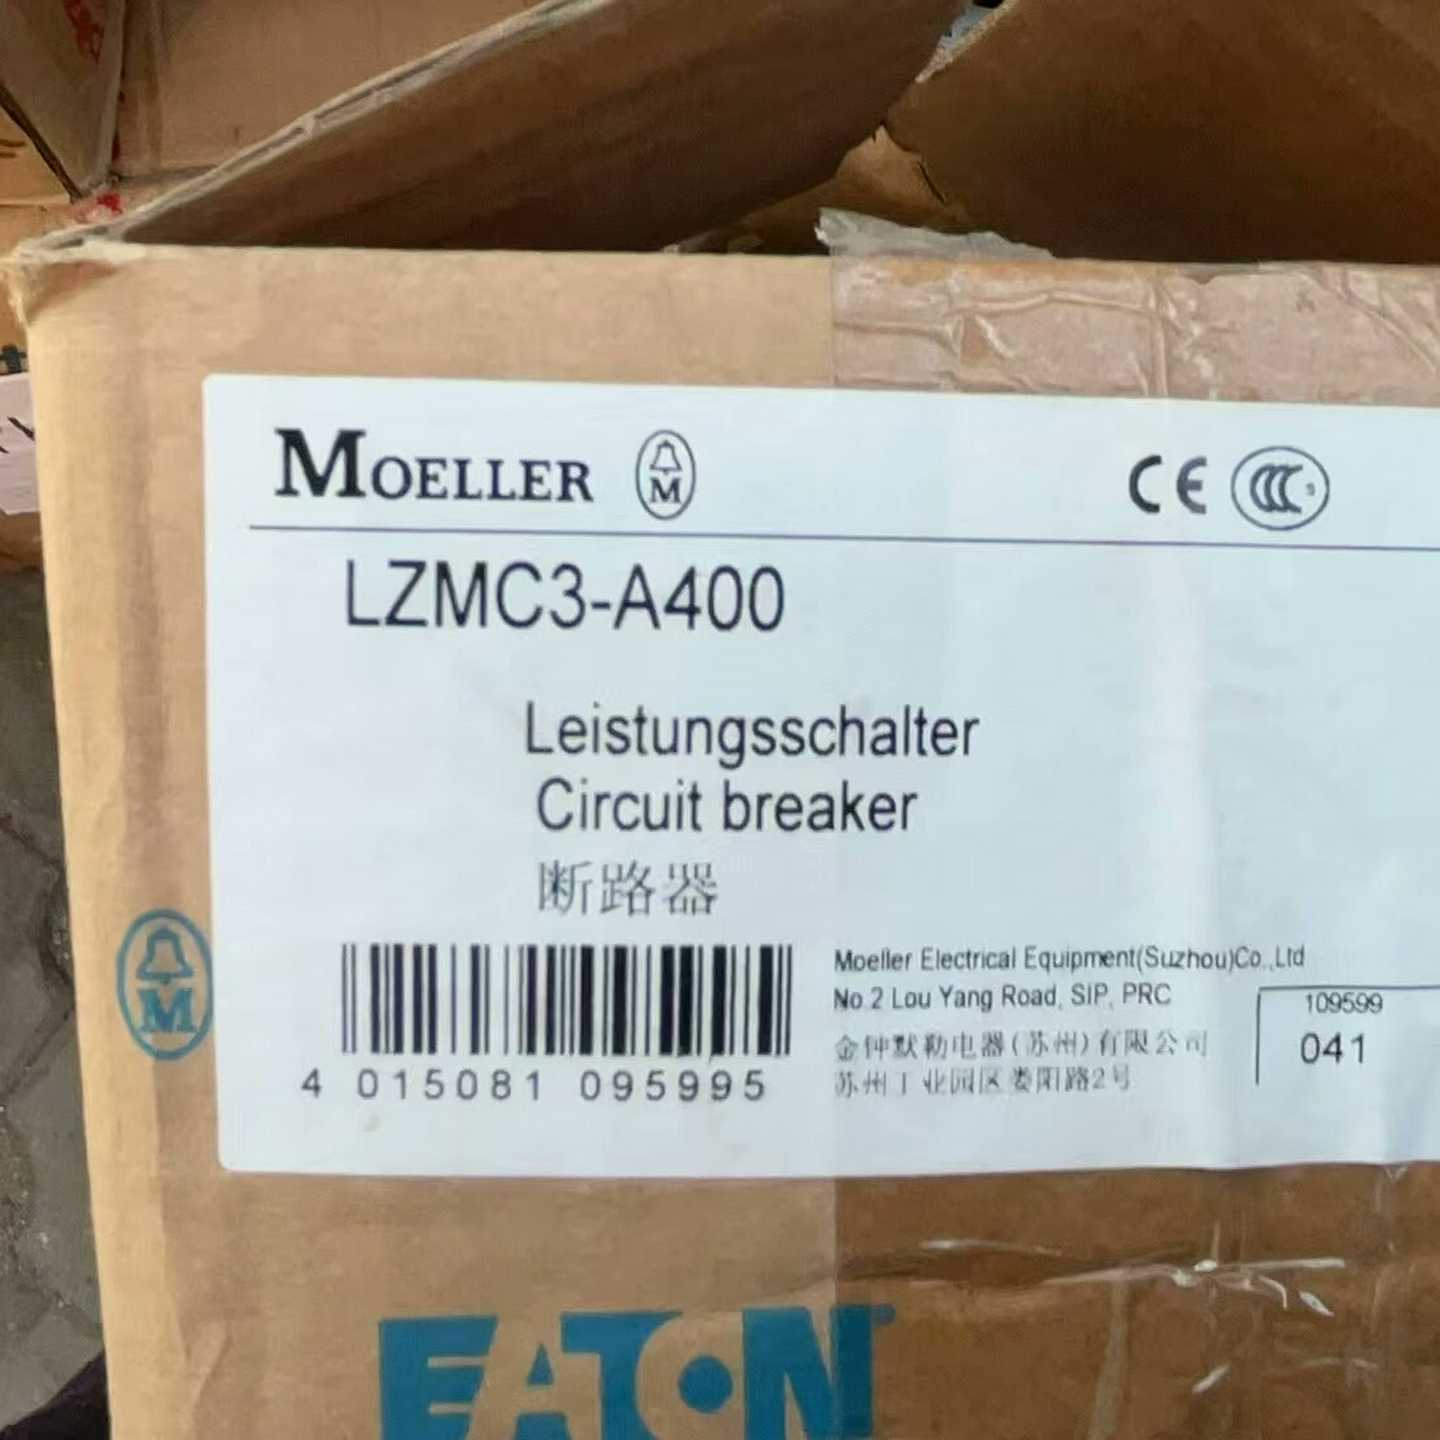 MOELLER M CE CCC S
LZMC3-A400
Leistungsschalter
Circuit breaker
断路器
4 015081 095995
Moeller Electrical Equipment(Suzhou)Co.,Ltd
No.2 Lou Yang Road, SIP, PRC
金钟默勒电器(苏州)有限公司
苏州工业园区娄阳路2号
109599
041
M
EATON